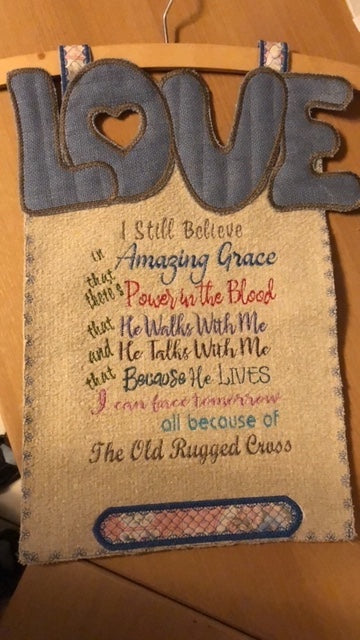 LOVE
I Still Believe
in Amazing Grace
that there's Power in the Blood
that He Walks With Me
and He Talks With Me
that Because He LIVES
I can face tomorrow
all because of
The Old Rugged Cross